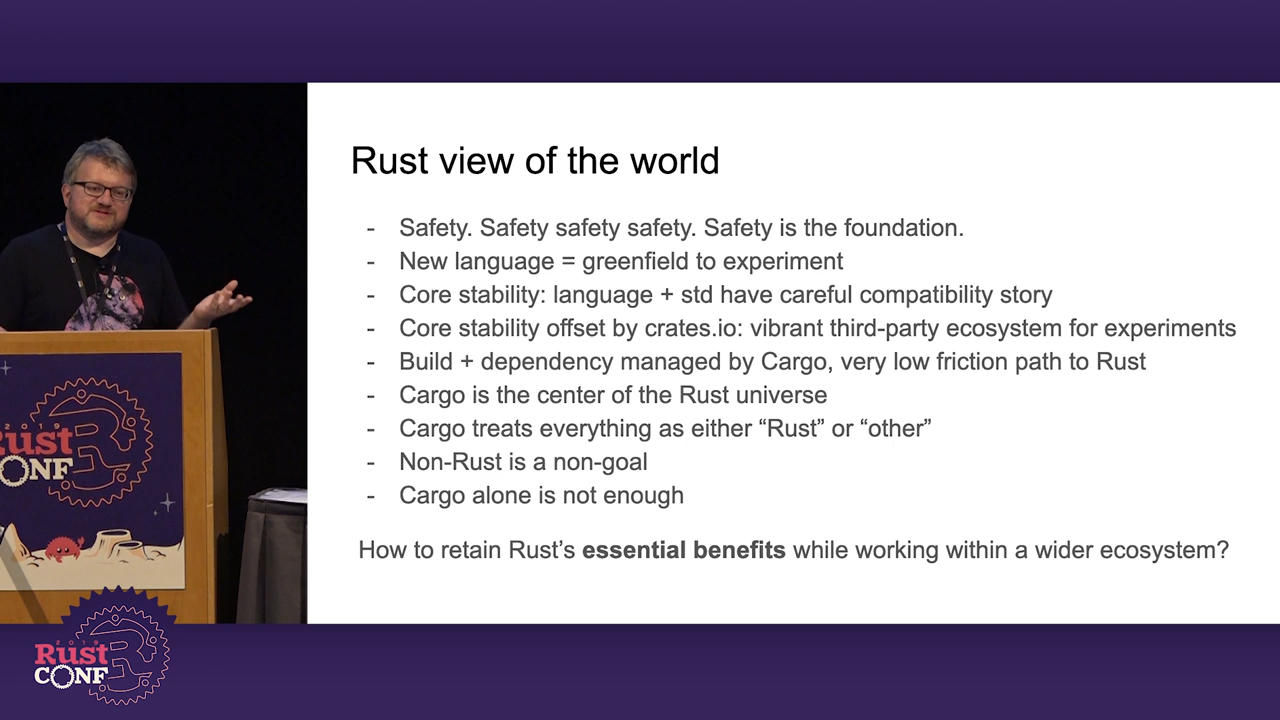 Rust view of the world
- Safety. Safety safety safety. Safety is the foundation.
- New language = greenfield to experiment
- Core stability: language + std have careful compatibility story
- Core stability offset by crates.io: vibrant third-party ecosystem for experiments
- Build + dependency managed by Cargo, very low friction path to Rust
- Cargo is the center of the Rust universe
- Cargo treats everything as either “Rust” or “other”
- Non-Rust is a non-goal
- Cargo alone is not enough
How to retain Rust’s essential benefits while working within a wider ecosystem?
2019
Rust
CONF
2019
Rust
CONF